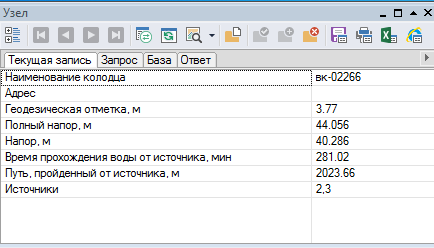 Узел
Текущая запись Запрос База Ответ
Наименование колодца вк-02266
Адрес
Геодезическая отметка, м 3.77
Полный напор, м 44.056
Напор, м 40.286
Время прохождения воды от источника, мин 281.02
Путь, пройденный от источника, м 2023.66
Источники 2,3